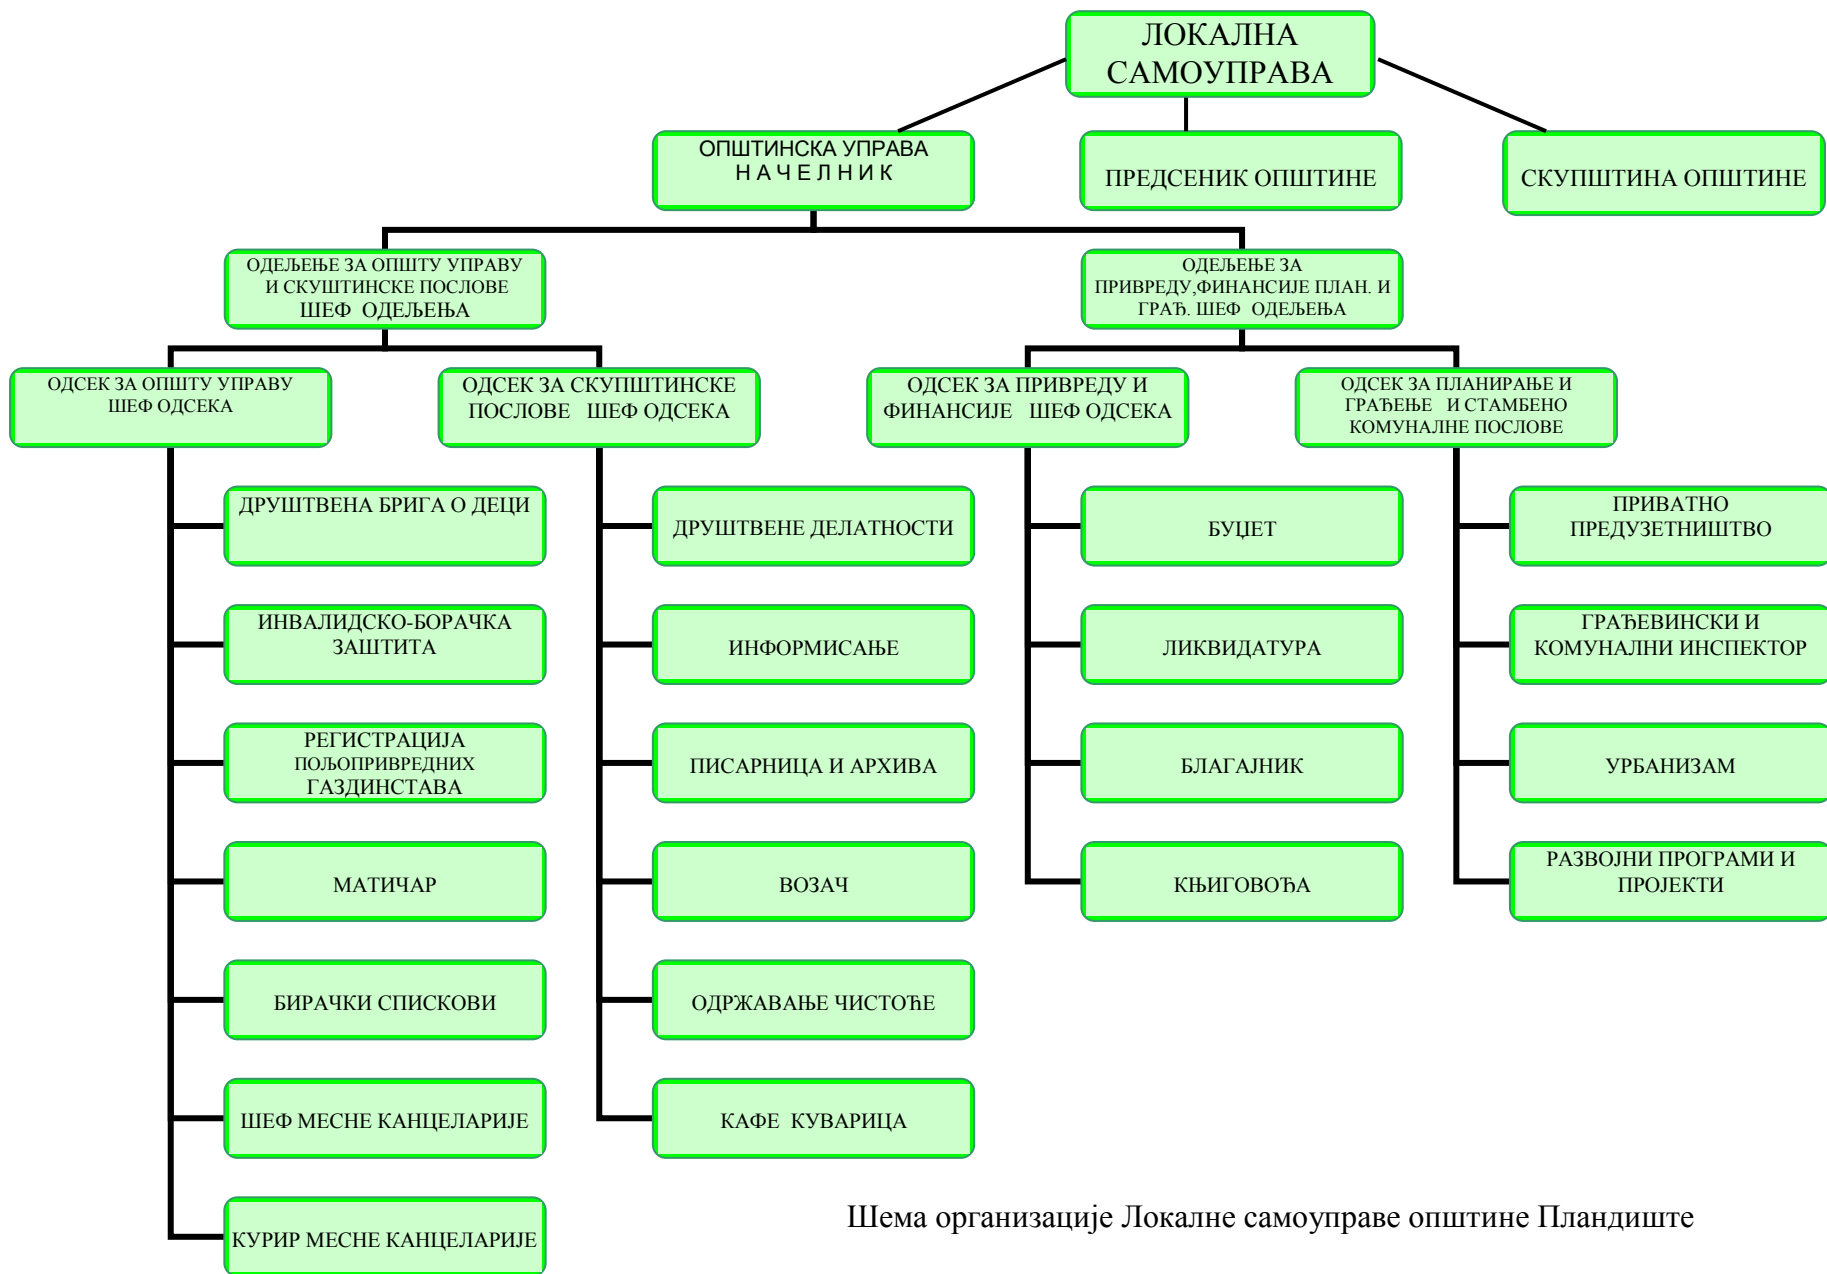 ЛОКАЛНА
САМОУПРАВА
ОПШТИНСКА УПРАВА
Н А Ч Е Л Н И К
ПРЕДСЕНИК ОПШТИНЕ
СКУПШТИНА ОПШТИНЕ
ОДЕЉЕЊЕ ЗА ОПШТУ УПРАВУ
И СКУШТИНСКЕ ПОСЛОВЕ
ШЕФ ОДЕЉЕЊА
ОДЕЉЕЊЕ ЗА
ПРИВРЕДУ,ФИНАНСИЈЕ ПЛАН. И
ГРАЂ. ШЕФ ОДЕЉЕЊА
ОДСЕК ЗА ОПШТУ УПРАВУ
ШЕФ ОДСЕКА
ОДСЕК ЗА СКУПШТИНСКЕ
ПОСЛОВЕ ШЕФ ОДСЕКА
ОДСЕК ЗА ПРИВРЕДУ И
ФИНАНСИЈЕ ШЕФ ОДСЕКА
ОДСЕК ЗА ПЛАНИРАЊЕ И
ГРАЂЕЊЕ И СТАМБЕНО
КОМУНАЛНЕ ПОСЛОВЕ
ДРУШТВЕНА БРИГА О ДЕЦИ
ИНВАЛИДСКО-БОРАЧКА
ЗАШТИТА
РЕГИСТРАЦИЈА
ПОЉОПРИВРЕДНИХ
ГАЗДИНСТАВА
МАТИЧАР
БИРАЧКИ СПИСКОВИ
ШЕФ МЕСНЕ КАНЦЕЛАРИЈЕ
КУРИР МЕСНЕ КАНЦЕЛАРИЈЕ
ДРУШТВЕНЕ ДЕЛАТНОСТИ
ИНФОРМИСАЊЕ
ПИСАРНИЦА И АРХИВА
ВОЗАЧ
ОДРЖАВАЊЕ ЧИСТОЋЕ
КАФЕ КУВАРИЦА
БУЏЕТ
ЛИКВИДАТУРА
БЛАГАЈНИК
КЊИГОВОЂА
ПРИВАТНО
ПРЕДУЗЕТНИШТВО
ГРАЂЕВИНСКИ И
КОМУНАЛНИ ИНСПЕКТОР
УРБАНИЗАМ
РАЗВОЈНИ ПРОГРАМИ И
ПРОЈЕКТИ
Шема организације Локалне самоуправе општине Пландиште